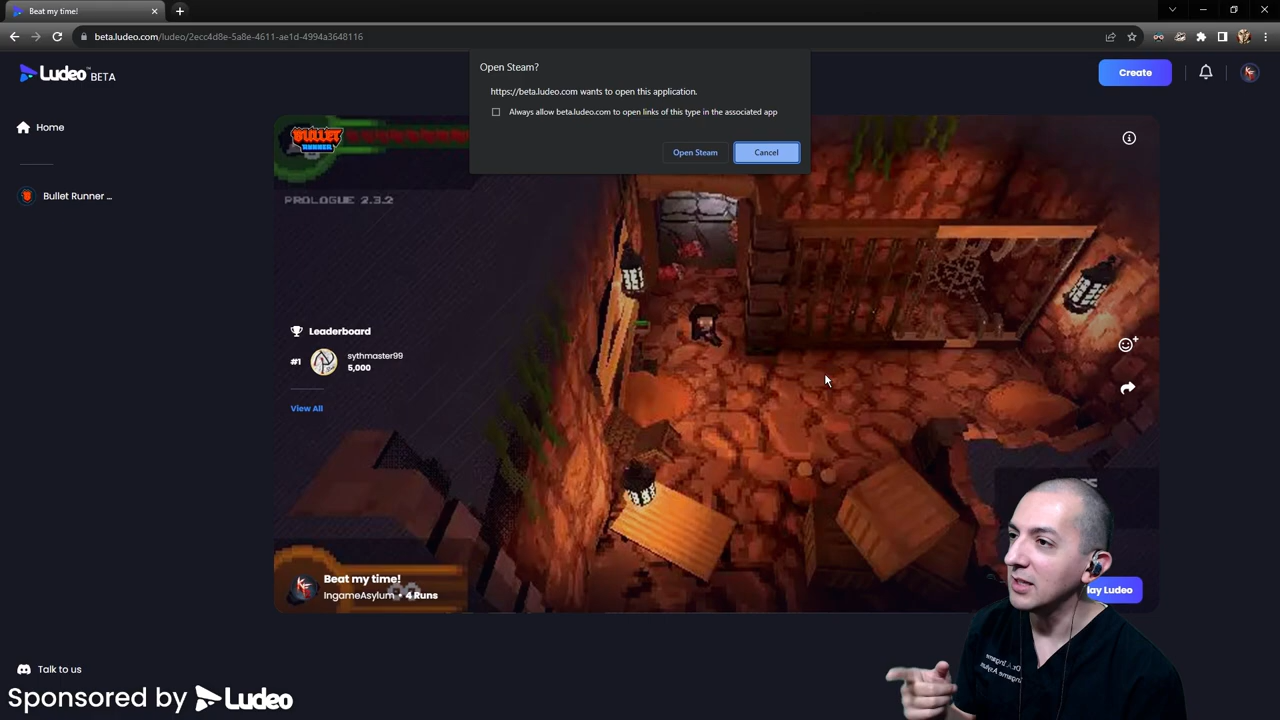 Beat my time!
beta.ludeo.com/ludeo/2ecc4d8e-5a8e-4611-ae1d-4994a3648116
Ludeo™ BETA
Create
Open Steam?
https://beta.ludeo.com wants to open this application.
Always allow beta.ludeo.com to open links of this type in the associated app
Open Steam
Cancel
Home
Bullet Runner ...
BULLET
RUNNER
PROLOGUE 2.3.2
Leaderboard
#1
sythmaster99
5,000
View All
Beat my time!
IngameAsylum • 4 Runs
lay Ludeo
Talk to us
Sponsored by Ludeo